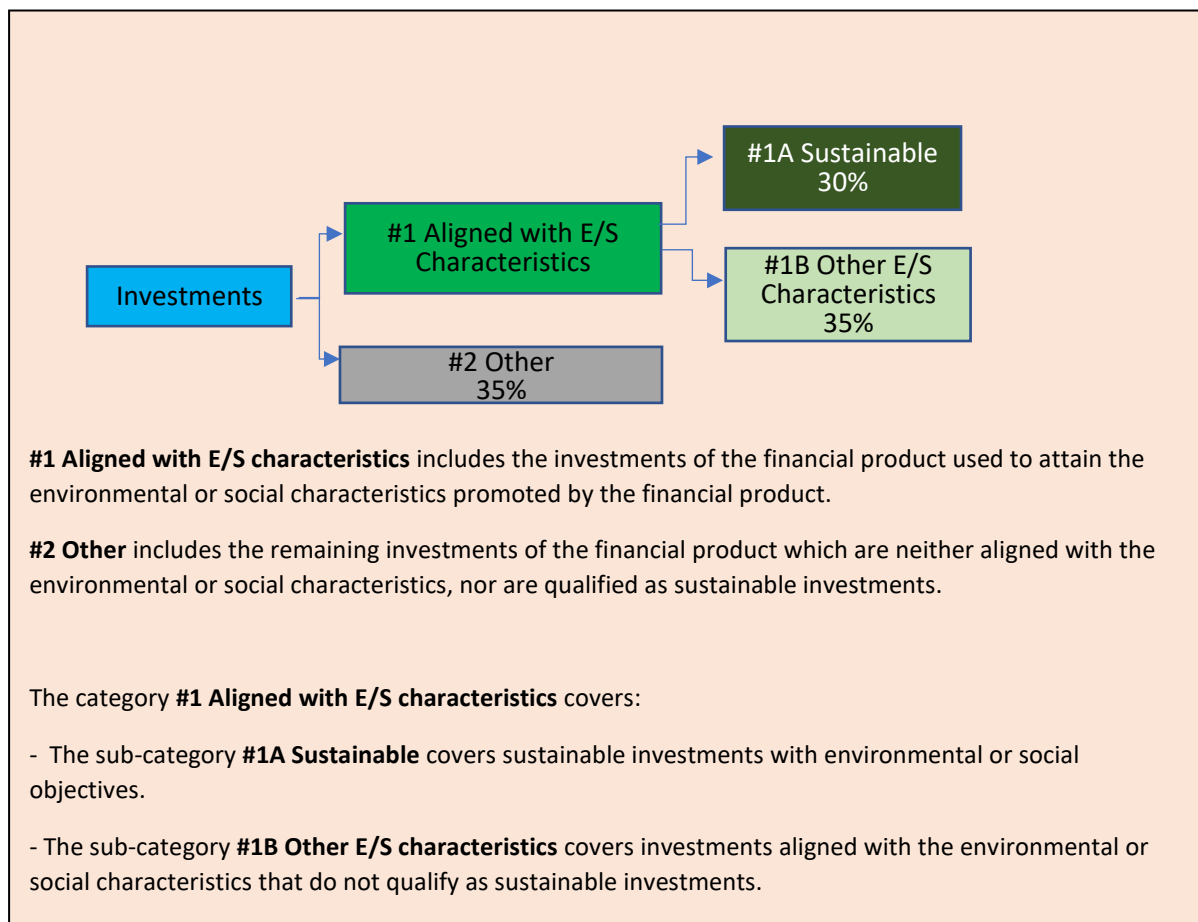 #1A Sustainable
30%
#1 Aligned with E/S
Characteristics
#1B Other E/S
Characteristics
35%
Investments
#2 Other
35%
#1 Aligned with E/S characteristics includes the investments of the financial product used to attain the
environmental or social characteristics promoted by the financial product.
#2 Other includes the remaining investments of the financial product which are neither aligned with the
environmental or social characteristics, nor are qualified as sustainable investments.
The category #1 Aligned with E/S characteristics covers:
- The sub-category #1A Sustainable covers sustainable investments with environmental or social
objectives.
- The sub-category #1B Other E/S characteristics covers investments aligned with the environmental or
social characteristics that do not qualify as sustainable investments.